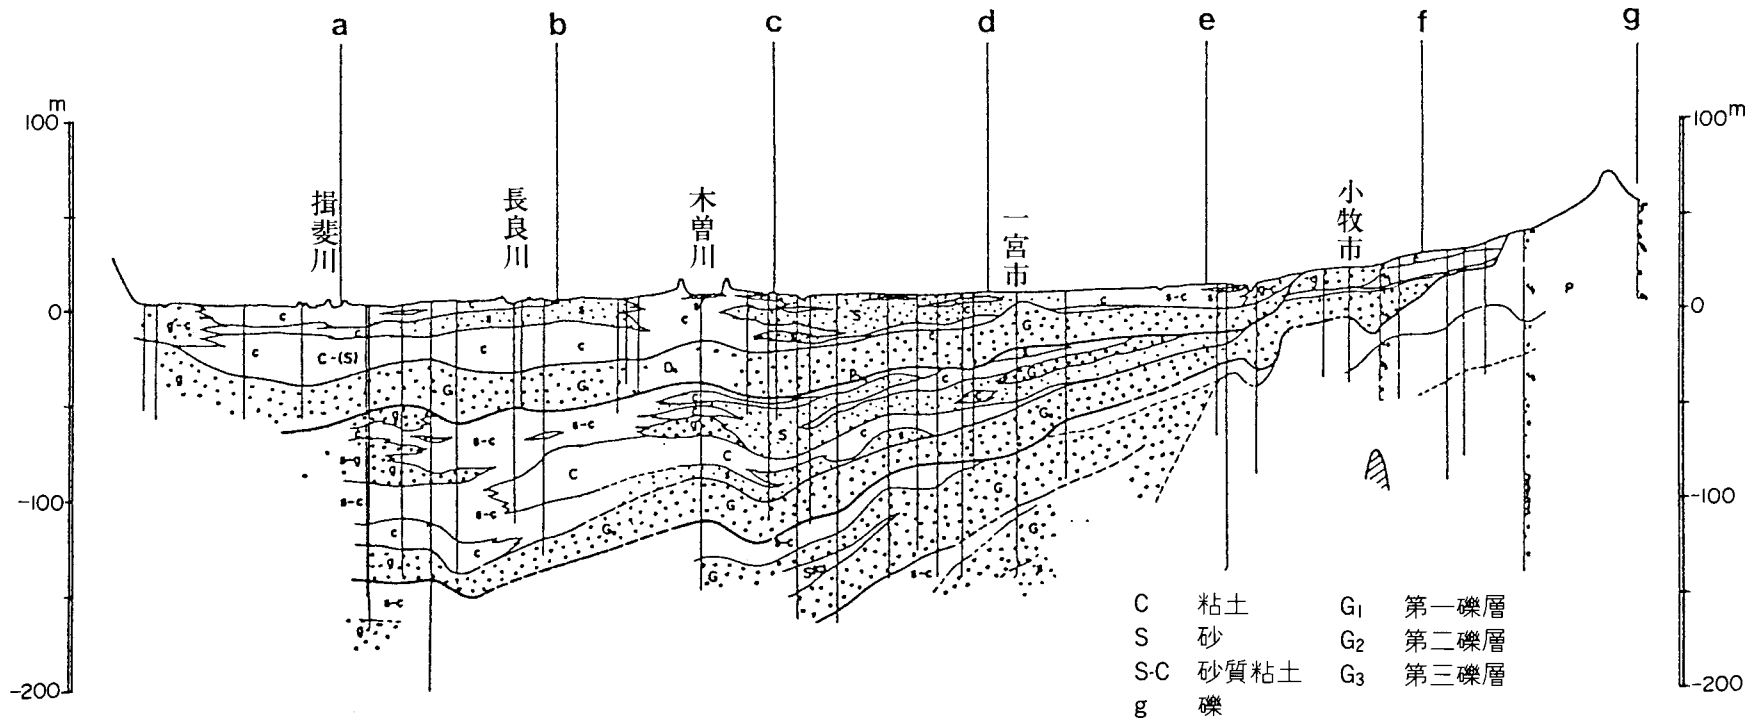 a b c d e f g
m
100
0
-100
-200
100m
0
-100
-200
揖斐川
長良川
木曽川
一宮市
小牧市
g-c
c
c
c
C-(S)
g
s
s
c
c
c
G
G
s-c
s-c
C
s-g
s-c
s-c
c
c
g
s-c
g
G
S
c
G
G
S
C
G
G
s-c
c
s-c
G
G
s-c
G
C 粘土 G1 第一礫層
S 砂 G2 第二礫層
S-C 砂質粘土 G3 第三礫層
g 礫